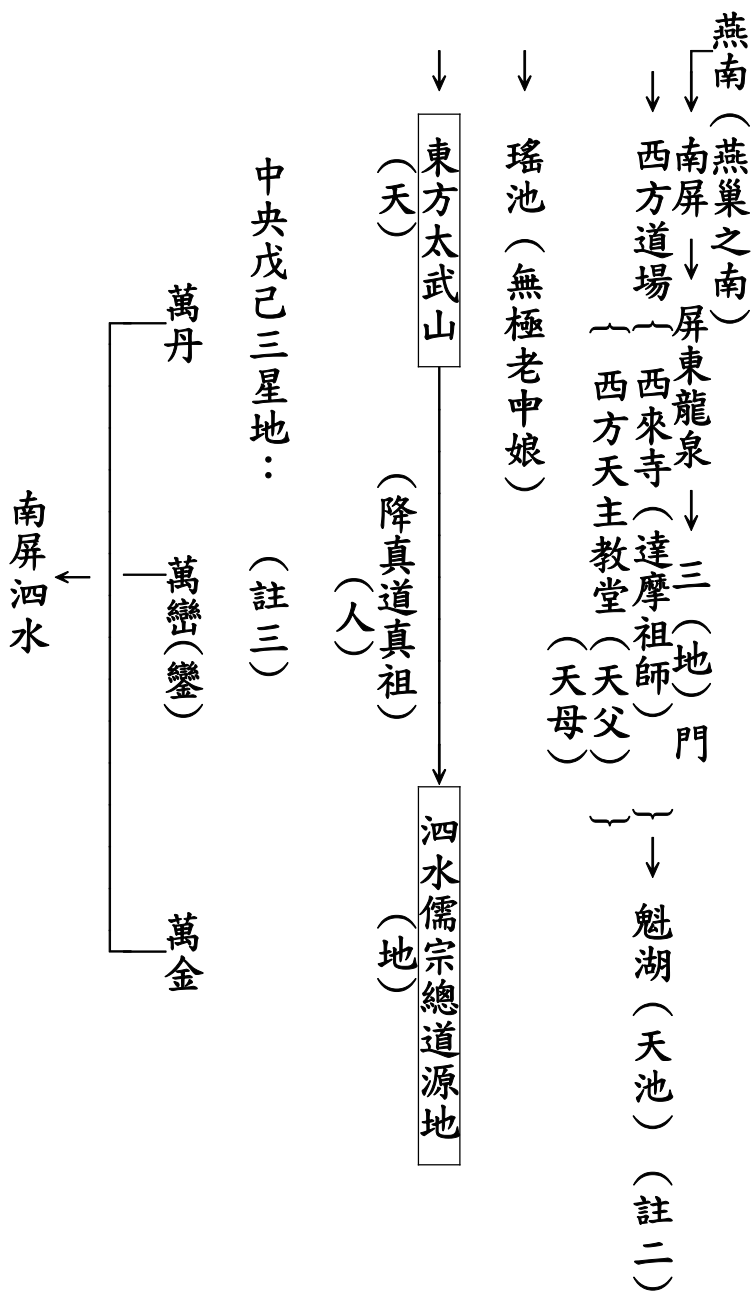 燕南（燕巢之南）
南屏 → 屏東龍泉 → 三（地）門
→ 西方道場 { 西來寺（達摩祖師） } → 魁湖（天池）（註二）
{ 西方天主教堂（天父） }
（天母）
→ 瑤池（無極老中娘）
→ 東方太武山 → 泗水儒宗總道源地
（天）（降真道真祖）（地）
（人）
中央戊己三星地：（註三）
萬丹 萬巒（鑾） 萬金
南屏泗水